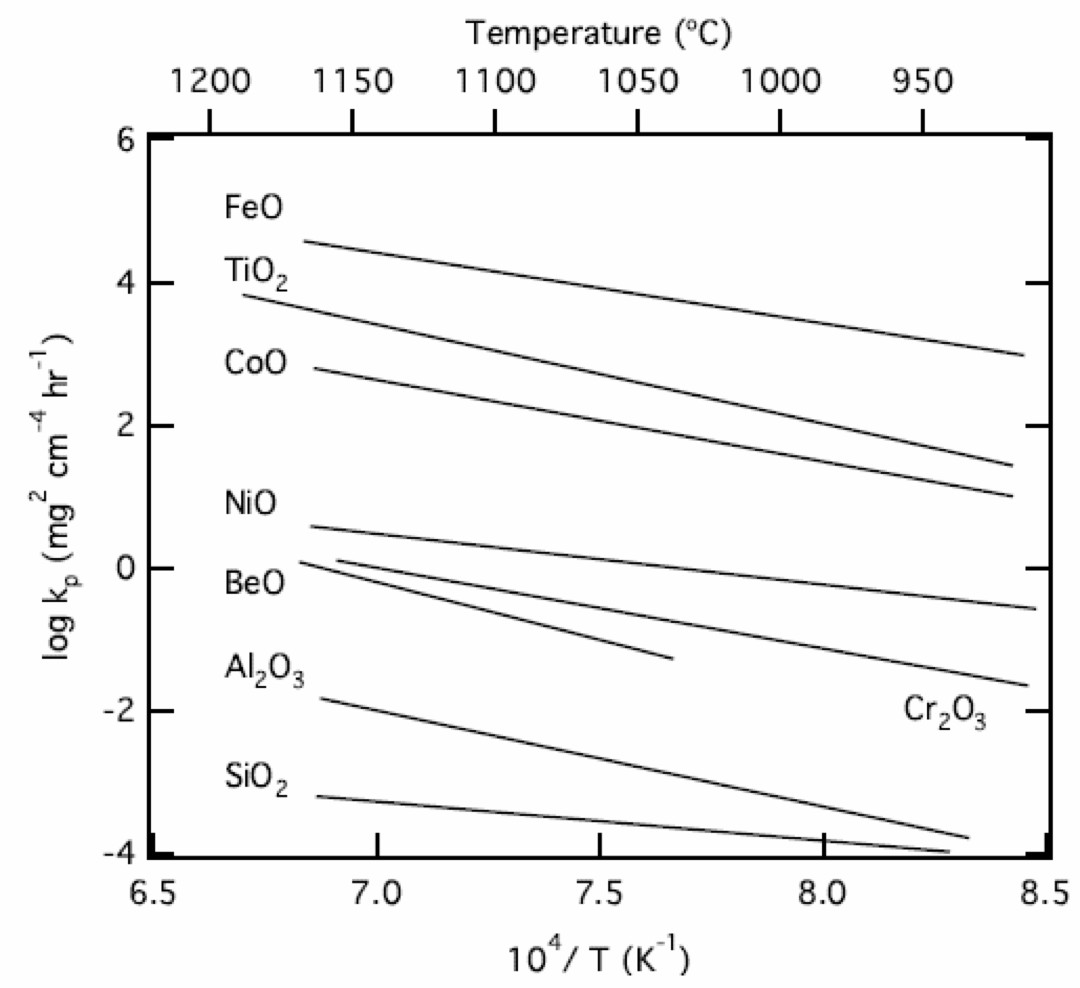 Temperature (°C)
1200 1150 1100 1050 1000 950
6
FeO
TiO₂
4
CoO
2
NiO
0
BeO
Al₂O₃
-2
Cr₂O₃
SiO₂
-4
6.5 7.0 7.5 8.0 8.5
10⁴/ T (K⁻¹)
log kₚ (mg² cm⁻⁴ hr⁻¹)